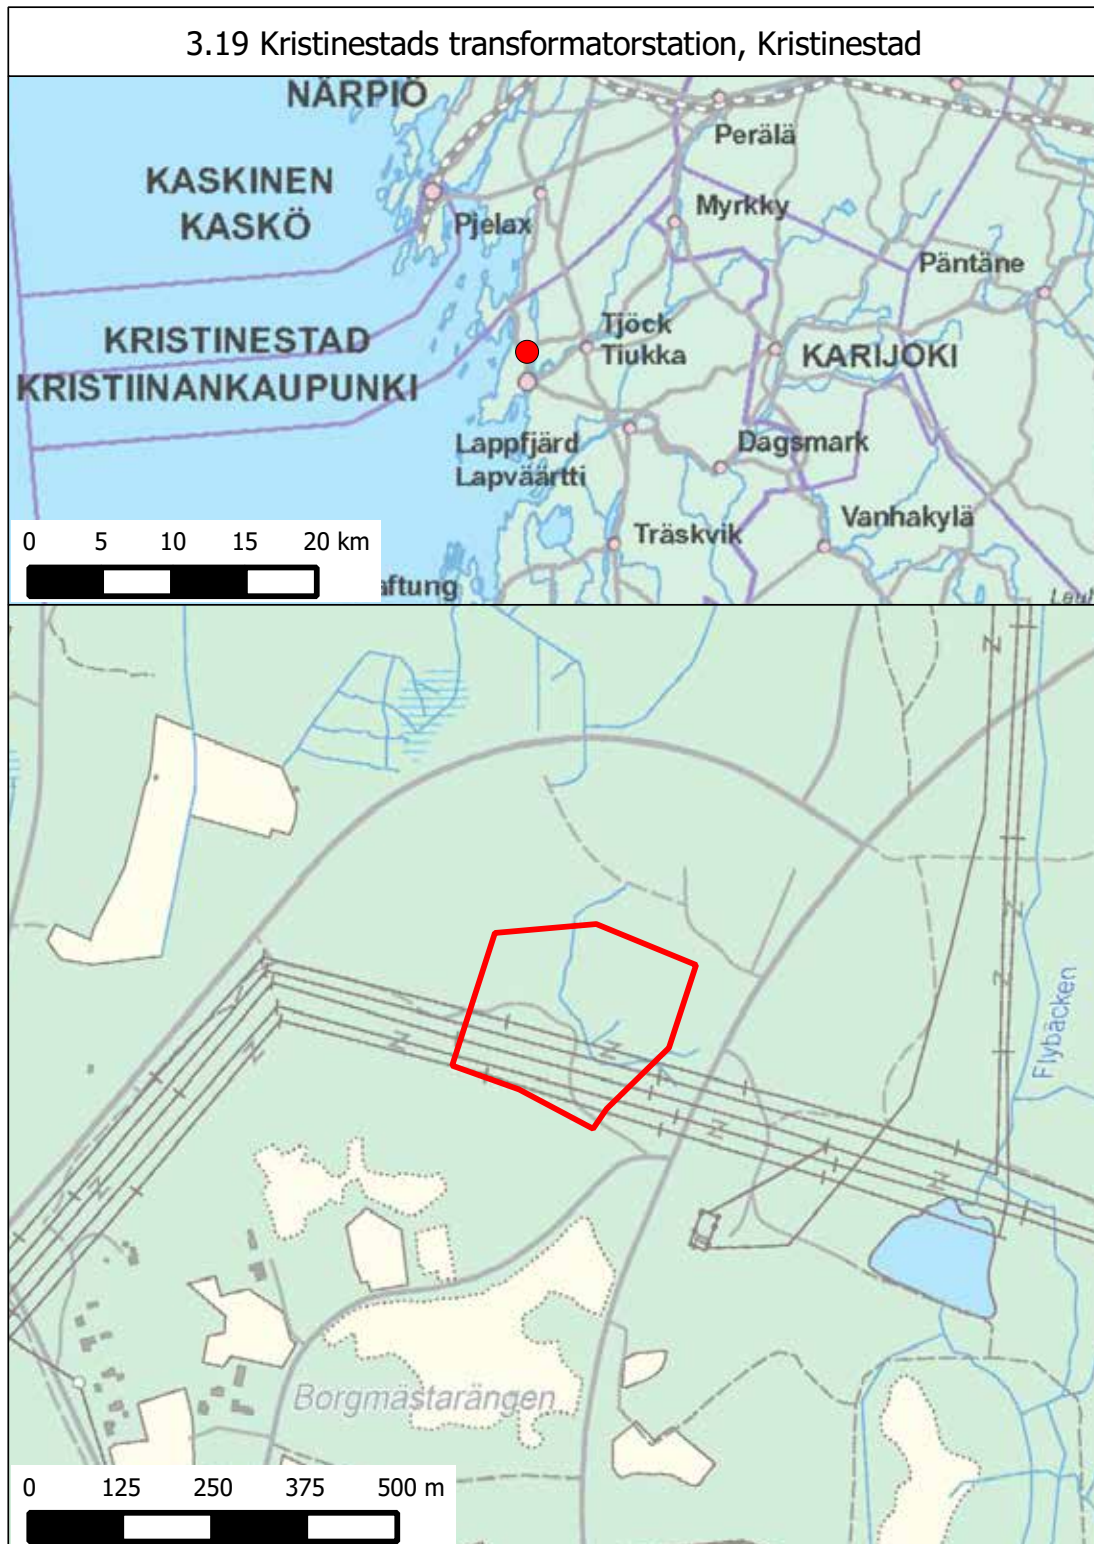 3.19 Kristinestads transformatorstation, Kristinestad
NÄRPIÖ
Perälä
KASKINEN
KASKÖ
Myrkky
Pjelax
Päntäne
Tjöck
Tiukka
KRISTINESTAD
KRISTIINANKAUPUNKI
KARIJOKI
Lappfjärd
Lapväärtti
Dagsmark
Vanhakylä
Träskvik
0 5 10 15 20 km
aftung
Flybäcken
Borgmästarängen
0 125 250 375 500 m